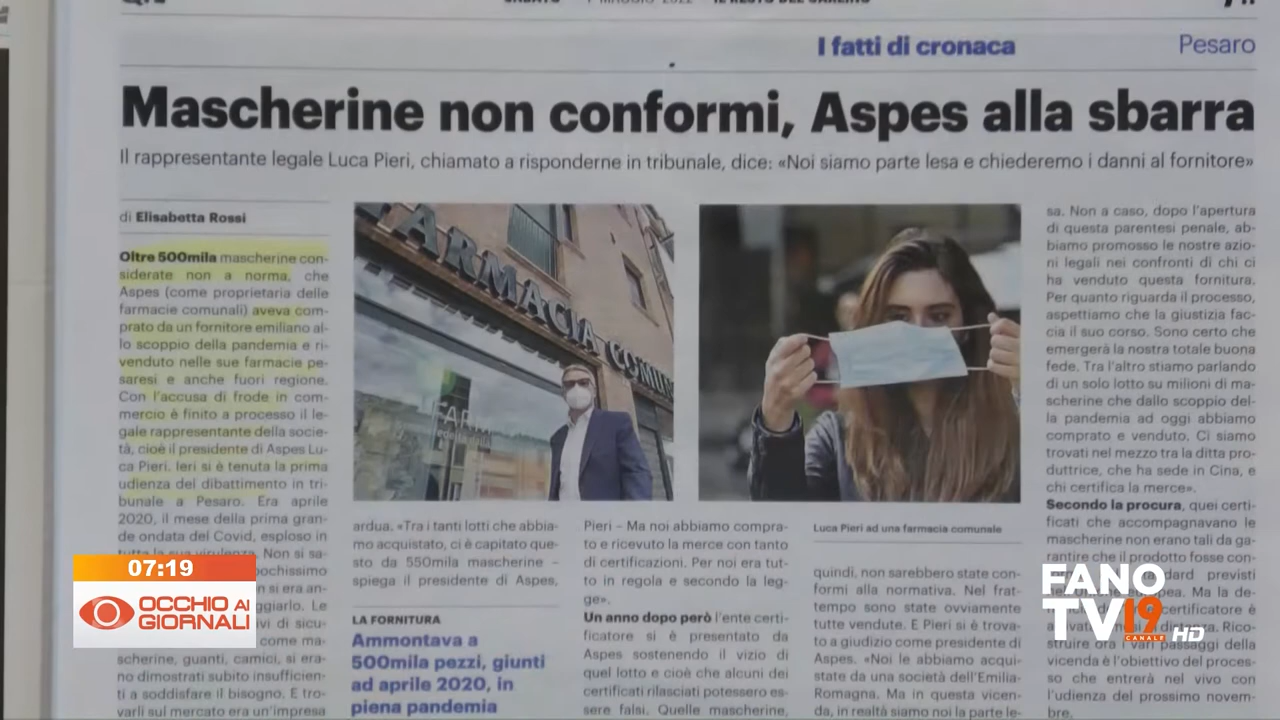 I fatti di cronaca
Pesaro
Mascherine non conformi, Aspes alla sbarra
Il rappresentante legale Luca Pieri, chiamato a risponderne in tribunale, dice: «Noi siamo parte lesa e chiederemo i danni al fornitore»
di Elisabetta Rossi
Oltre 500mila mascherine con-
siderate non a norma, che
Aspes (come proprietaria delle
farmacie comunali) aveva com-
prato da un fornitore emiliano al-
lo scoppio della pandemia e ri-
venduto nelle sue farmacie pe-
saresi e anche fuori regione.
Con l'accusa di frode in com-
mercio è finito a processo il le-
gale rappresentante della socie-
tà, cioè il presidente di Aspes Lu-
ca Pieri. Ieri si è tenuta la prima
udienza del dibattimento in tri-
bunale a Pesaro. Era aprile
2020, il mese della prima gran-
de ondata del Covid, esploso in
tutta la sua virulenza. Non si sa-
pochissimo
n si era an-
ggiarlo. Le
ivi di sicu-
come ma-
scherine, guanti, camici, si era-
no dimostrati subito insufficien-
ti a soddisfare il bisogno. E tro-
varli sul mercato era un'impresa
FARMACIA COMUN
ardua. «Tra i tanti lotti che abbia-
mo acquistato, ci è capitato que-
sto da 550mila mascherine –
spiega il presidente di Aspes,
LA FORNITURA
Ammontava a
500mila pezzi, giunti
ad aprile 2020, in
piena pandemia
Pieri – Ma noi abbiamo compra-
to e ricevuto la merce con tanto
di certificazioni. Per noi era tut-
to in regola e secondo la leg-
ge».
Un anno dopo però l'ente certi-
ficatore si è presentato da
Aspes sostenendo il vizio di
quel lotto e cioè che alcuni dei
certificati rilasciati potessero es-
sere falsi. Quelle mascherine,
Luca Pieri ad una farmacia comunale
quindi, non sarebbero state con-
formi alla normativa. Nel frat-
tempo sono state ovviamente
tutte vendute. E Pieri si è trova-
to a giudizio come presidente di
Aspes. «Noi le abbiamo acqui-
state da una società dell'Emilia-
Romagna. Ma in questa vicen-
da, in realtà siamo noi la parte le-
sa. Non a caso, dopo l'apertura
di questa parentesi penale, ab-
biamo promosso le nostre azio-
ni legali nei confronti di chi ci
ha venduto questa fornitura.
Per quanto riguarda il processo,
aspettiamo che la giustizia fac-
cia il suo corso. Sono certo che
emergerà la nostra totale buona
fede. Tra l'altro stiamo parlando
di un solo lotto su milioni di ma-
scherine che dallo scoppio del-
la pandemia ad oggi abbiamo
comprato e venduto. Ci siamo
trovati nel mezzo tra la ditta pro-
duttrice, che ha sede in Cina, e
chi certifica la merce».
Secondo la procura, quei certi-
ficati che accompagnavano le
mascherine non erano tali da ga-
rantire che il prodotto fosse con-
dard previsti
pea. Ma la de-
certificatore è
distanza. Rico-
struire ora i vari passaggi della
vicenda è l'obiettivo del proces-
so che entrerà nel vivo con
l'udienza del prossimo novem-
bre.
07:19
OCCHIO AI
GIORNALI
FANO
TV 19
CANALE
HD